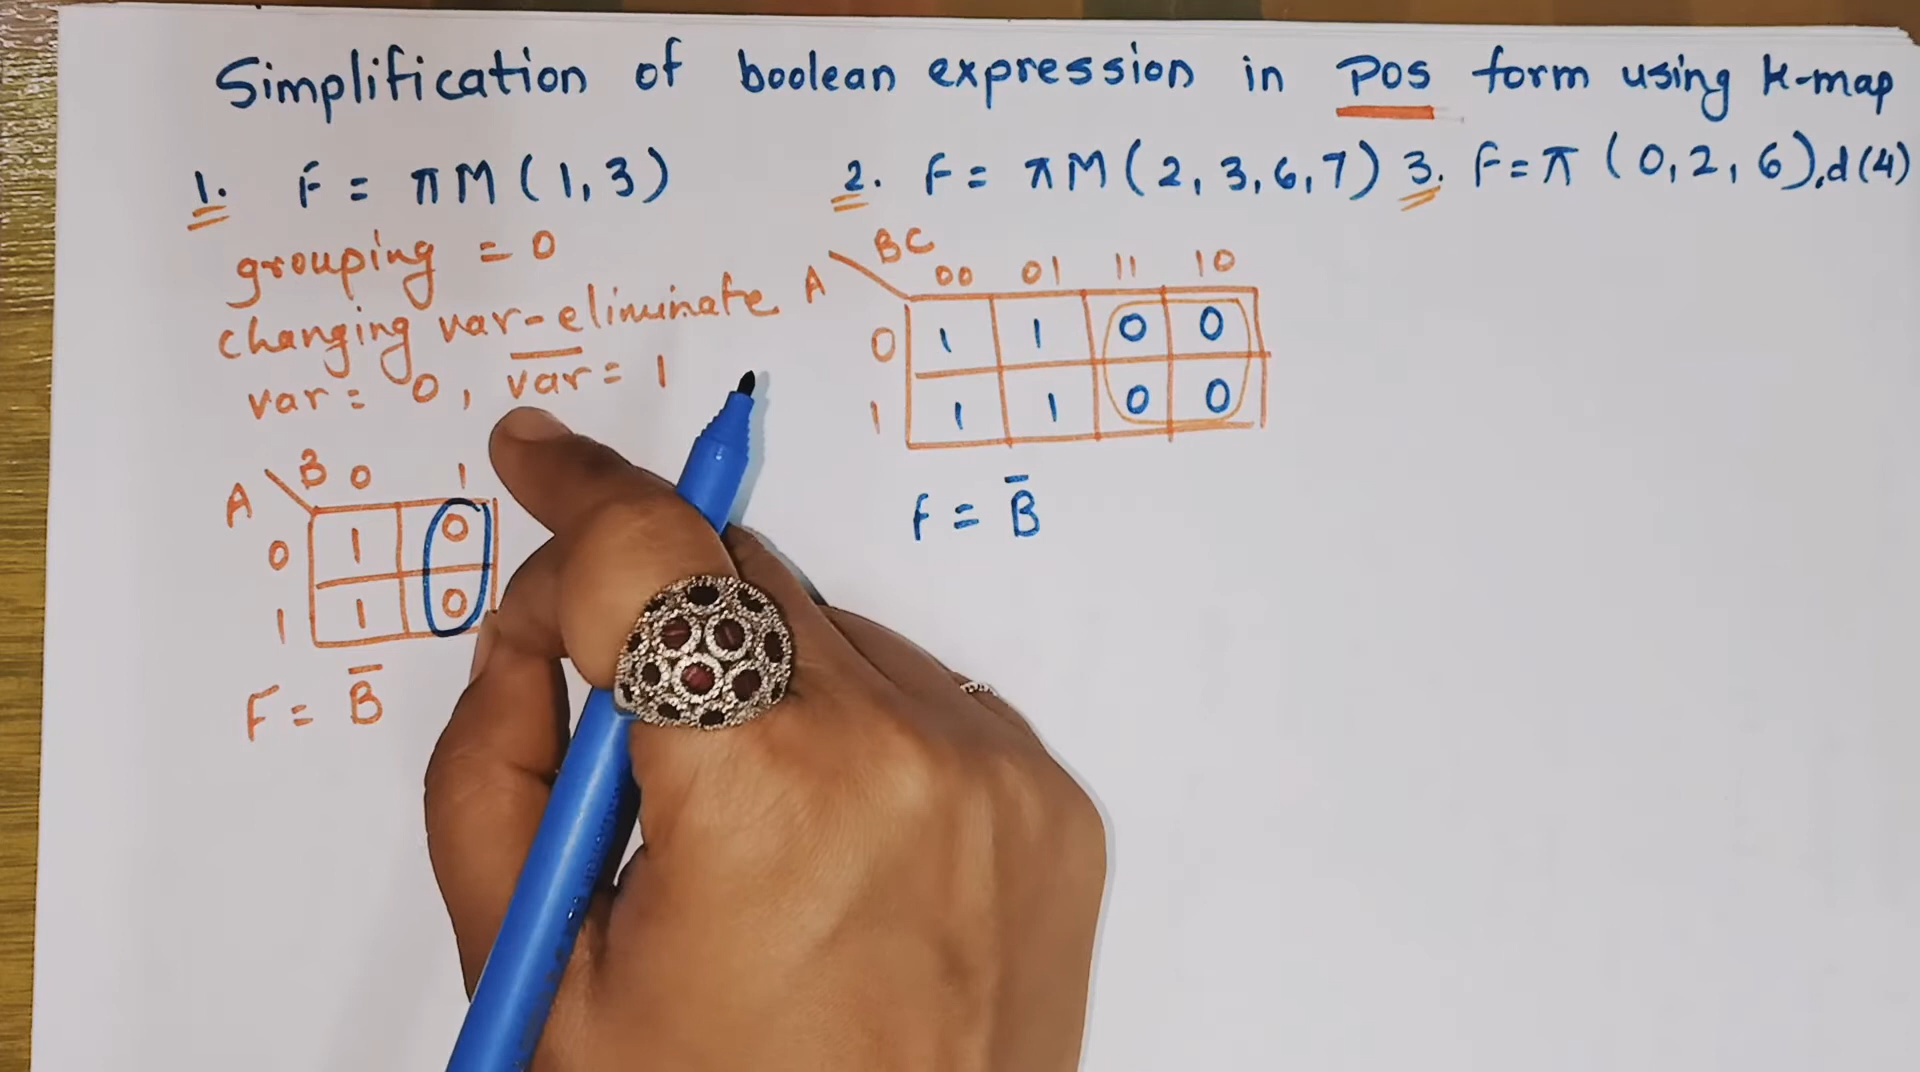 Simplification of boolean expression in POS form using K-map
1. F = πM(1,3)
2. F = πM(2,3,6,7)
3. F=π(0,2,6).d(4)
grouping = 0
changing var-eliminate
var = 0, v̅a̅r̅ = 1
A \ B 0 1
0 1 0
1 1 0
F = B̅
A \ BC 00 01 11 10
0 1 1 0 0
1 1 1 0 0
F = B̅